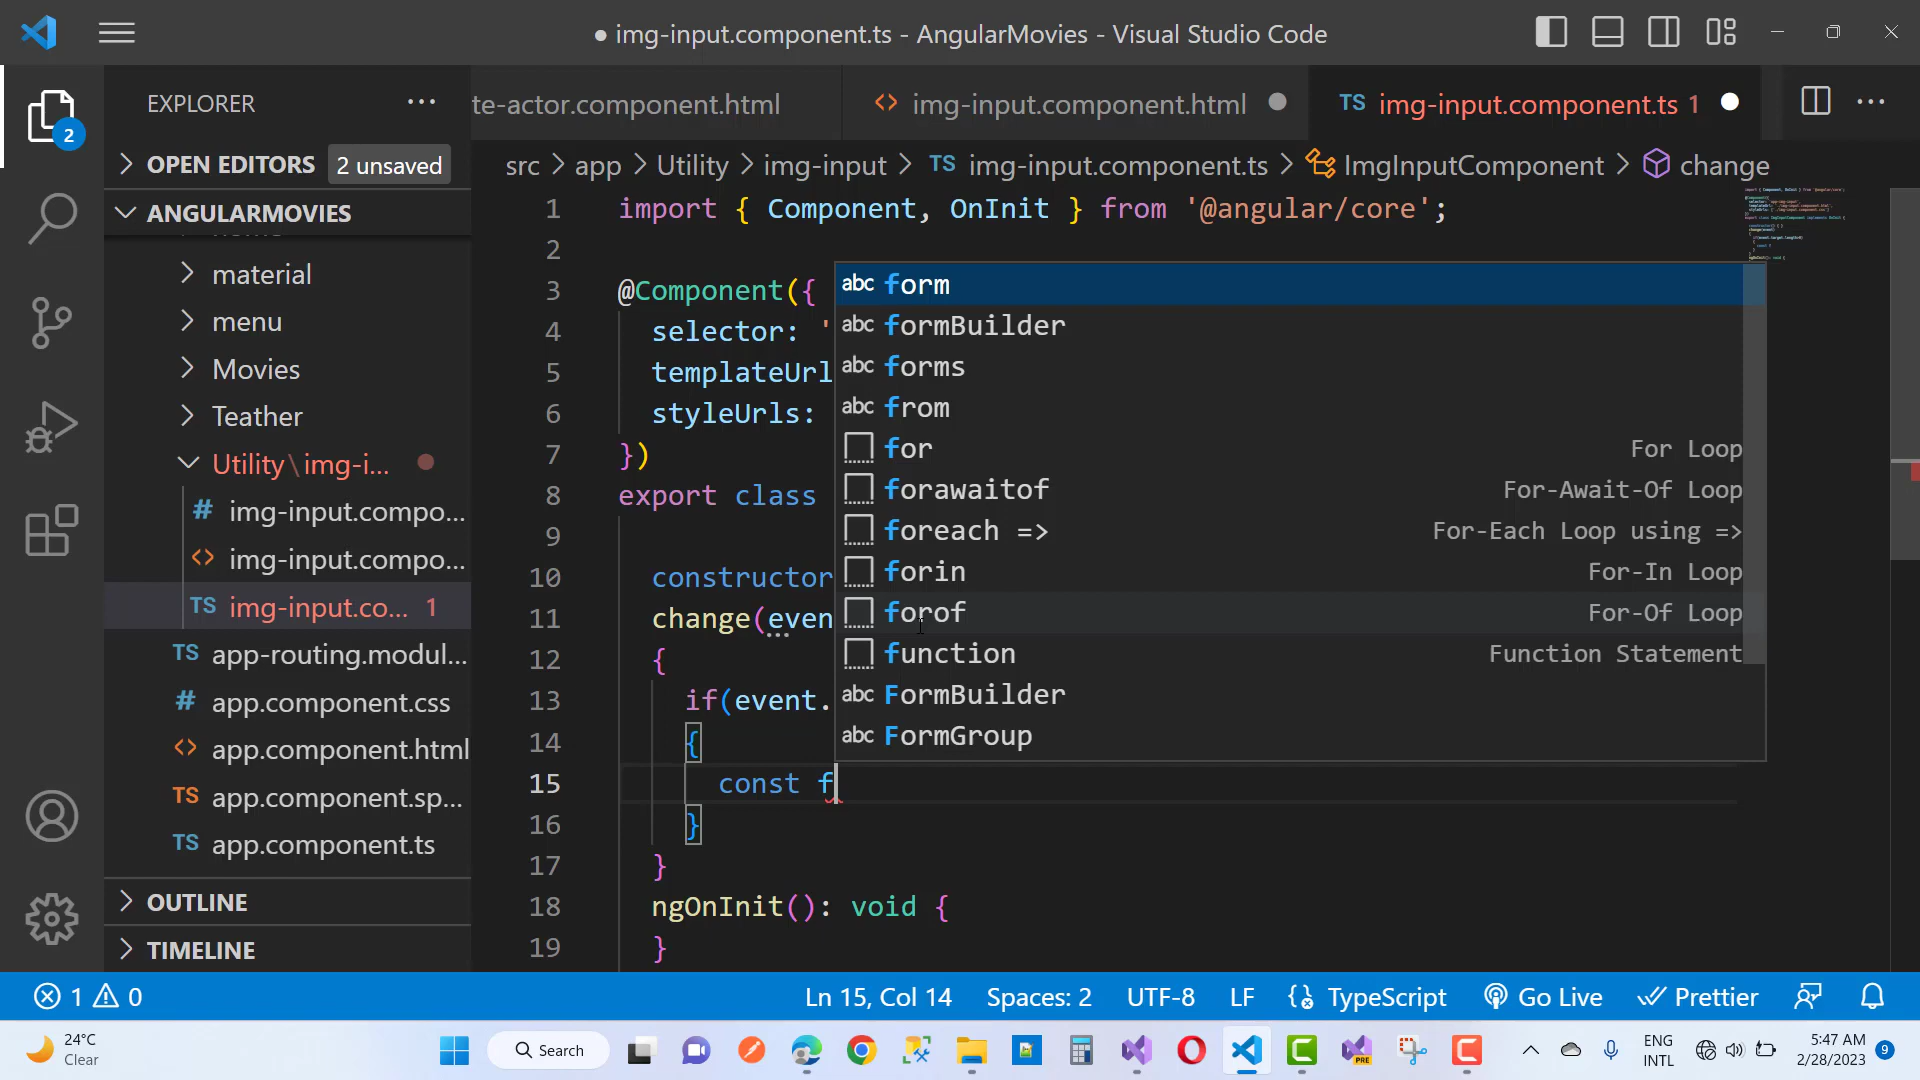 ● img-input.component.ts - AngularMovies - Visual Studio Code
EXPLORER
te-actor.component.html
img-input.component.html
TS img-input.component.ts 1
2
OPEN EDITORS 2 unsaved
src > app > Utility > img-input > TS img-input.component.ts > ImgInputComponent > change
ANGULARMOVIES
material
menu
Movies
Teather
Utility\img-i...
# img-input.compo...
<> img-input.compo...
TS img-input.co... 1
TS app-routing.modul...
# app.component.css
<> app.component.html
TS app.component.sp...
TS app.component.ts
OUTLINE
TIMELINE
1 import { Component, OnInit } from '@angular/core';
2
3 @Component({
4 selector: '
5 templateUrl
6 styleUrls:
7 })
8 export class
9
10 constructor
11 change(even
12 {
13 if(event.
14 {
15 const f
16 }
17 }
18 ngOnInit(): void {
19 }
abc form
abc formBuilder
abc forms
abc from
for For Loop
forawaitof For-Await-Of Loop
foreach => For-Each Loop using =>
forin For-In Loop
forof For-Of Loop
function Function Statement
abc FormBuilder
abc FormGroup
1 0
Ln 15, Col 14 Spaces: 2 UTF-8 LF TypeScript Go Live Prettier
24°C
Clear
Search
PRE
ENG
INTL
5:47 AM
2/28/2023
9